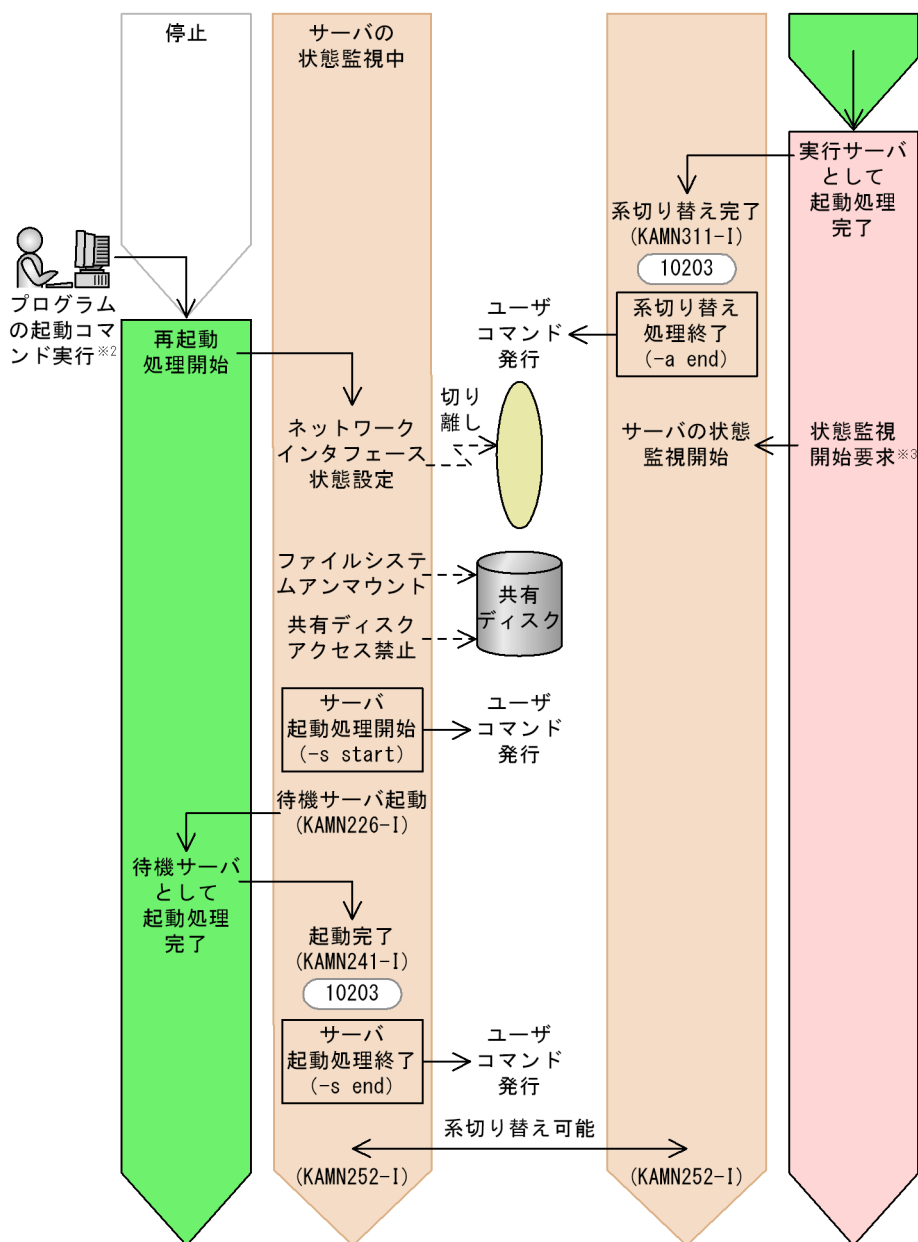 停止
サーバの
状態監視中
実行サーバ
として
起動処理
完了
系切り替え完了
(KAMN311-I)
10203
系切り替え
処理終了
(-a end)
ユーザ
コマンド
発行
プログラム
の起動コマ
ンド実行※2
再起動
処理開始
切り
離し
ネットワーク
インタフェース
状態設定
サーバの状態
監視開始
状態監視
開始要求※3
ファイルシステ
ムアンマウント
共有
ディスク
共有ディスク
アクセス禁止
サーバ
起動処理開始
(-s start)
ユーザ
コマンド
発行
待機サーバ起動
(KAMN226-I)
待機サーバ
として
起動処理
完了
起動完了
(KAMN241-I)
10203
サーバ
起動処理終了
(-s end)
ユーザ
コマンド
発行
系切り替え可能
(KAMN252-I)
(KAMN252-I)